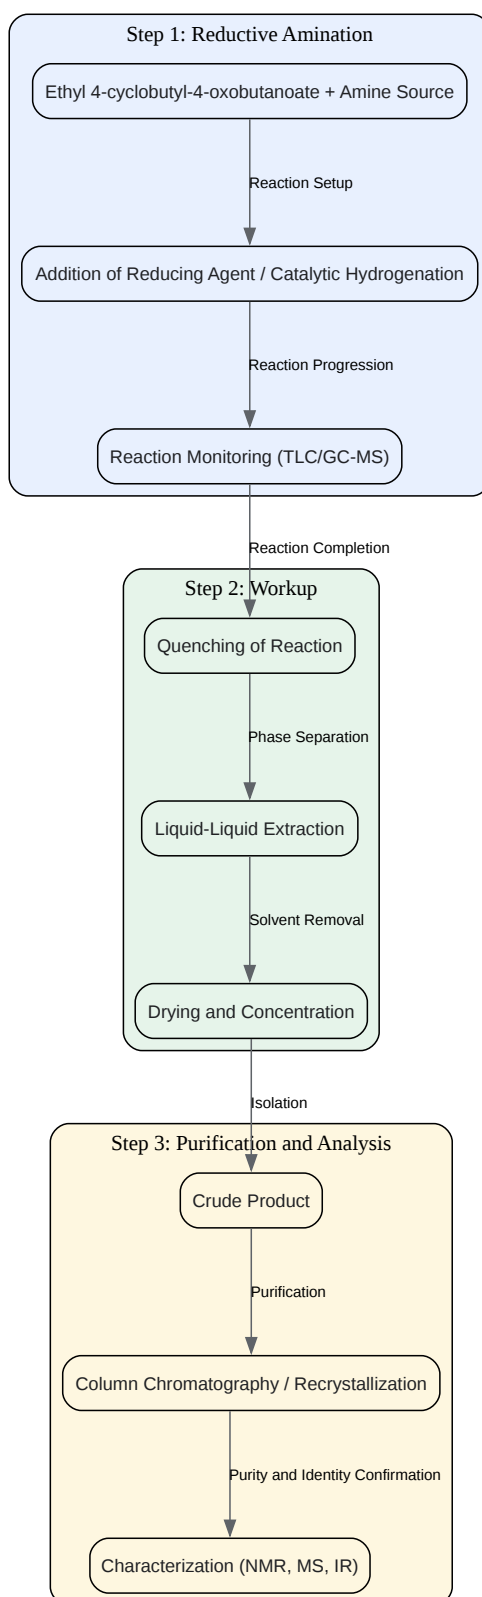 Step 1: Reductive Amination
Ethyl 4-cyclobutyl-4-oxobutanoate + Amine Source
Reaction Setup
Addition of Reducing Agent / Catalytic Hydrogenation
Reaction Progression
Reaction Monitoring (TLC/GC-MS)
Reaction Completion
Step 2: Workup
Quenching of Reaction
Phase Separation
Liquid-Liquid Extraction
Solvent Removal
Drying and Concentration
Isolation
Step 3: Purification and Analysis
Crude Product
Purification
Column Chromatography / Recrystallization
Purity and Identity Confirmation
Characterization (NMR, MS, IR)